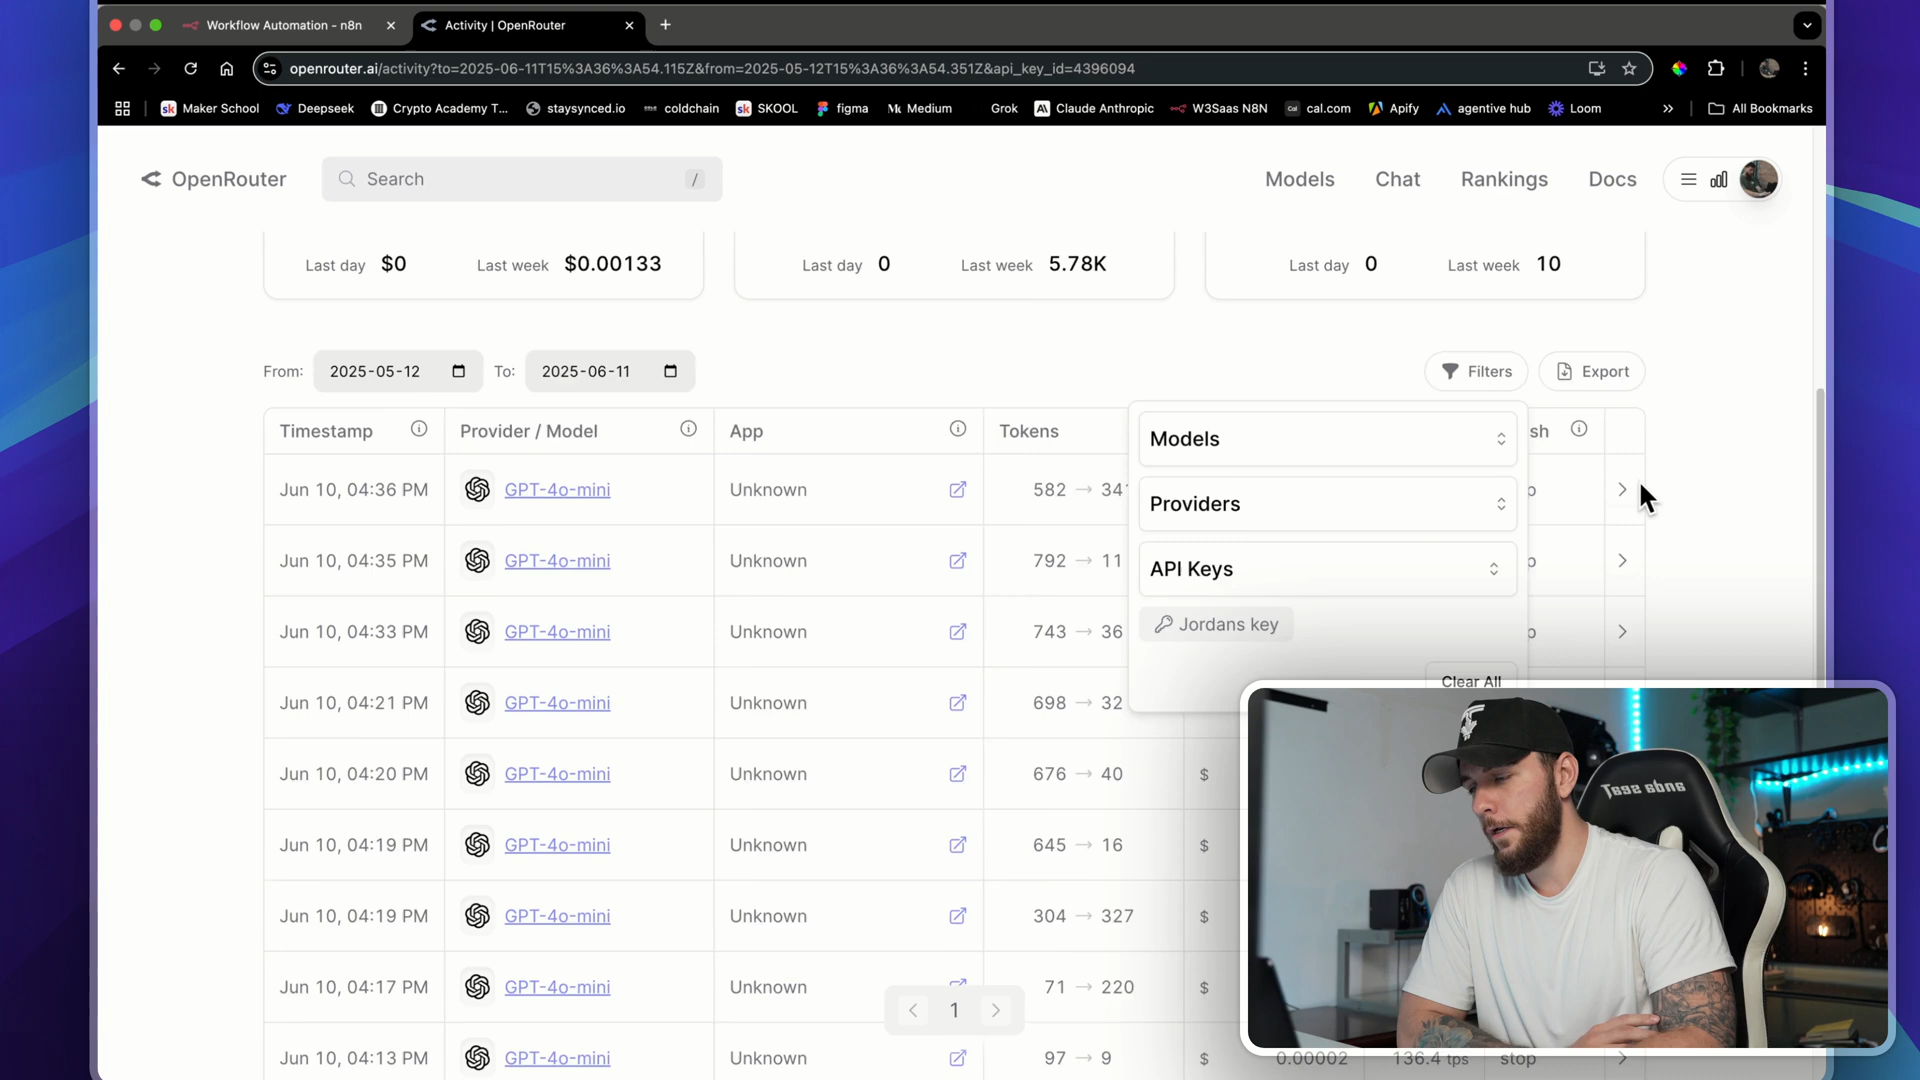 Workflow Automation - n8n
Activity | OpenRouter
openrouter.ai/activity?to=2025-06-11T15%3A36%3A54.115Z&from=2025-05-12T15%3A36%3A54.351Z&api_key_id=4396094
Maker School Deepseek Crypto Academy T... staysynced.io coldchain SKOOL figma Medium Grok Claude Anthropic W3Saas N8N cal.com Apify agentive hub Loom » All Bookmarks
OpenRouter Search / Models Chat Rankings Docs
Last day $0 Last week $0.00133 Last day 0 Last week 5.78K Last day 0 Last week 10
From: 2025-05-12 To: 2025-06-11 Filters Export
Timestamp Provider / Model App Tokens sh
Models
Jun 10, 04:36 PM GPT-4o-mini Unknown 582 → 341
Providers
Jun 10, 04:35 PM GPT-4o-mini Unknown 792 → 11
API Keys
Jun 10, 04:33 PM GPT-4o-mini Unknown 743 → 36
Jordans key
Clear All
Jun 10, 04:21 PM GPT-4o-mini Unknown 698 → 32
Jun 10, 04:20 PM GPT-4o-mini Unknown 676 → 40 $
Jun 10, 04:19 PM GPT-4o-mini Unknown 645 → 16 $
Jun 10, 04:19 PM GPT-4o-mini Unknown 304 → 327 $
Jun 10, 04:17 PM GPT-4o-mini Unknown 71 → 220 $
1
Jun 10, 04:13 PM GPT-4o-mini Unknown 97 → 9 $ 0.00002 136.4 tps stop